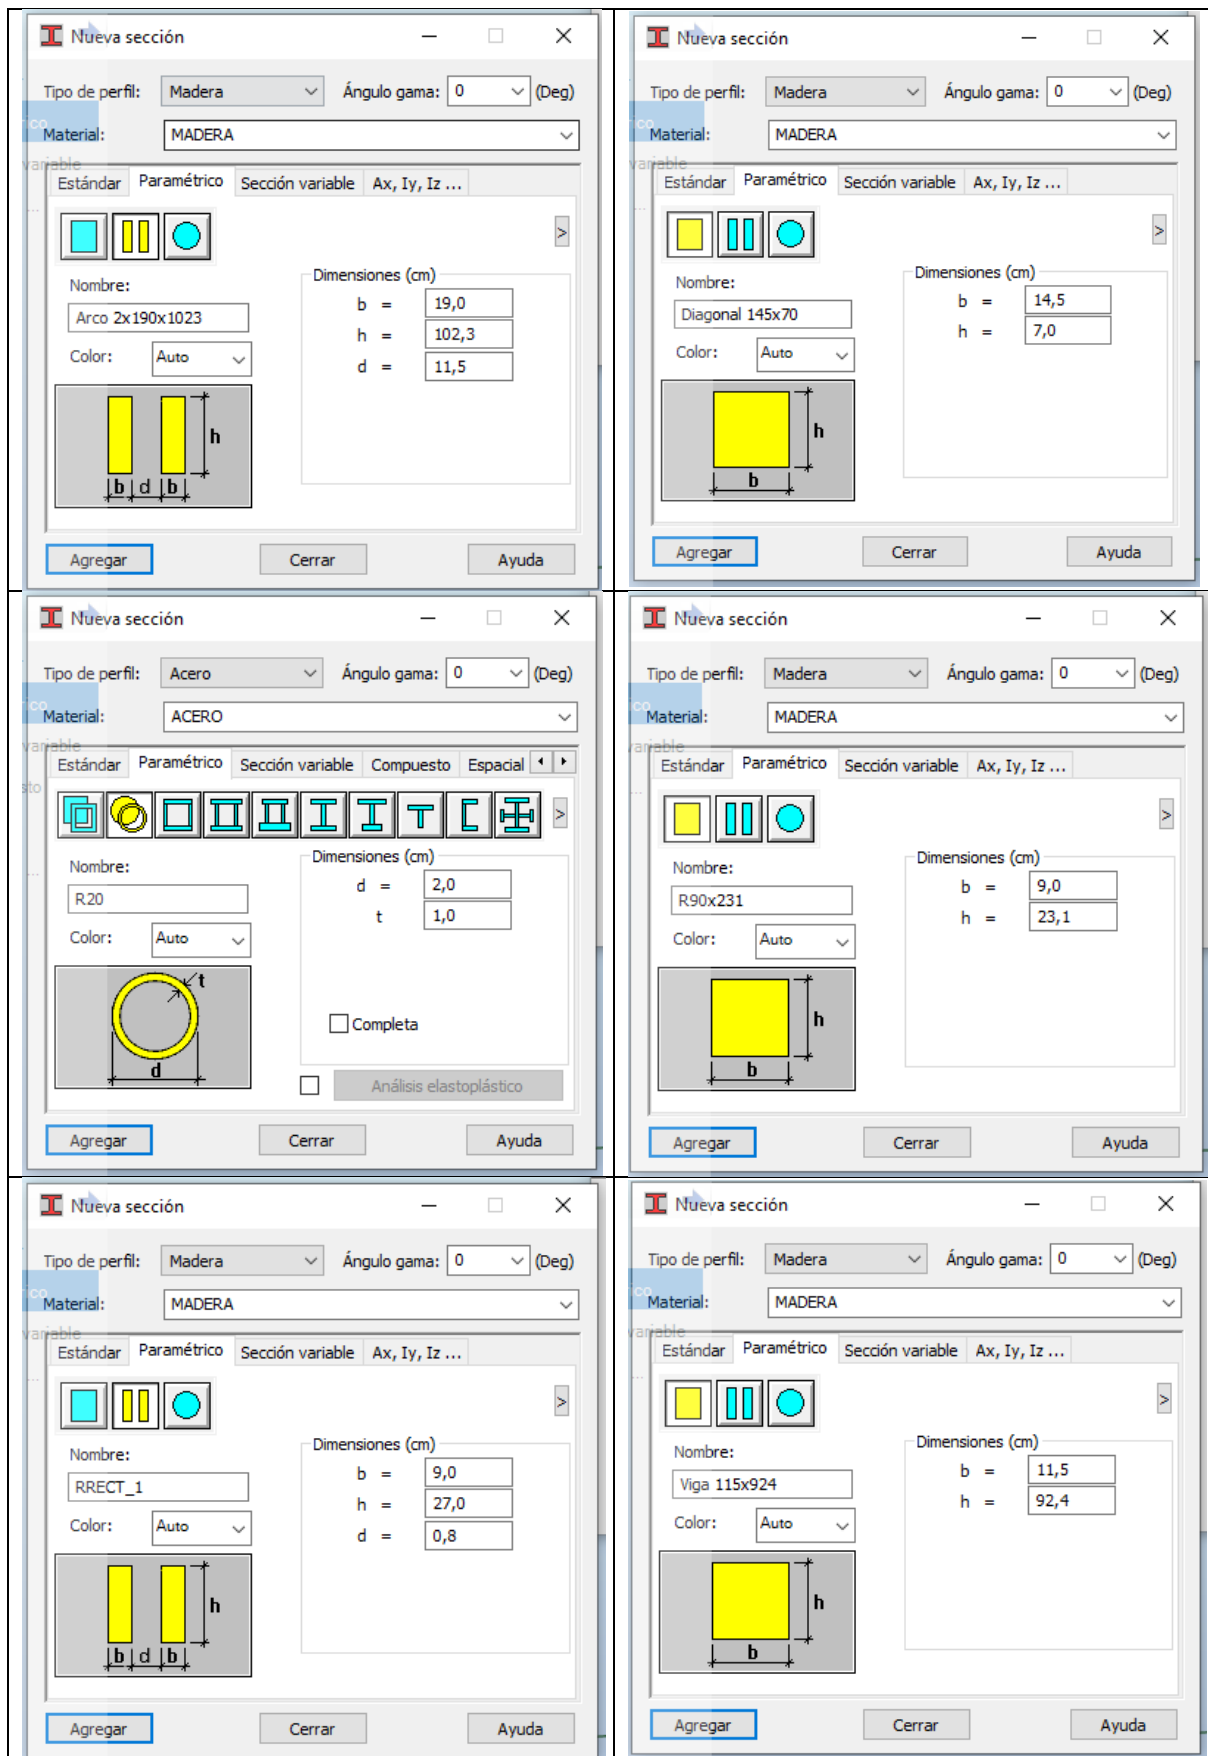 Nueva sección
Tipo de perfil: Madera Ángulo gama: 0 (Deg)
Material: MADERA
Estándar Paramétrico Sección variable Ax, Iy, Iz ...
>
Nombre:
Arco 2x190x1023
Color: Auto
Dimensiones (cm)
b = 19,0
h = 102,3
d = 11,5
h
b d b
Agregar Cerrar Ayuda
Nueva sección
Tipo de perfil: Madera Ángulo gama: 0 (Deg)
Material: MADERA
Estándar Paramétrico Sección variable Ax, Iy, Iz ...
>
Nombre:
Diagonal 145x70
Color: Auto
Dimensiones (cm)
b = 14,5
h = 7,0
h
b
Agregar Cerrar Ayuda
Nueva sección
Tipo de perfil: Acero Ángulo gama: 0 (Deg)
Material: ACERO
Estándar Paramétrico Sección variable Compuesto Espacial
>
Nombre:
R20
Color: Auto
Dimensiones (cm)
d = 2,0
t 1,0
t
d
Completa
Análisis elastoplástico
Agregar Cerrar Ayuda
Nueva sección
Tipo de perfil: Madera Ángulo gama: 0 (Deg)
Material: MADERA
Estándar Paramétrico Sección variable Ax, Iy, Iz ...
>
Nombre:
R90x231
Color: Auto
Dimensiones (cm)
b = 9,0
h = 23,1
h
b
Agregar Cerrar Ayuda
Nueva sección
Tipo de perfil: Madera Ángulo gama: 0 (Deg)
Material: MADERA
Estándar Paramétrico Sección variable Ax, Iy, Iz ...
>
Nombre:
RRECT_1
Color: Auto
Dimensiones (cm)
b = 9,0
h = 27,0
d = 0,8
h
b d b
Agregar Cerrar Ayuda
Nueva sección
Tipo de perfil: Madera Ángulo gama: 0 (Deg)
Material: MADERA
Estándar Paramétrico Sección variable Ax, Iy, Iz ...
>
Nombre:
Viga 115x924
Color: Auto
Dimensiones (cm)
b = 11,5
h = 92,4
h
b
Agregar Cerrar Ayuda